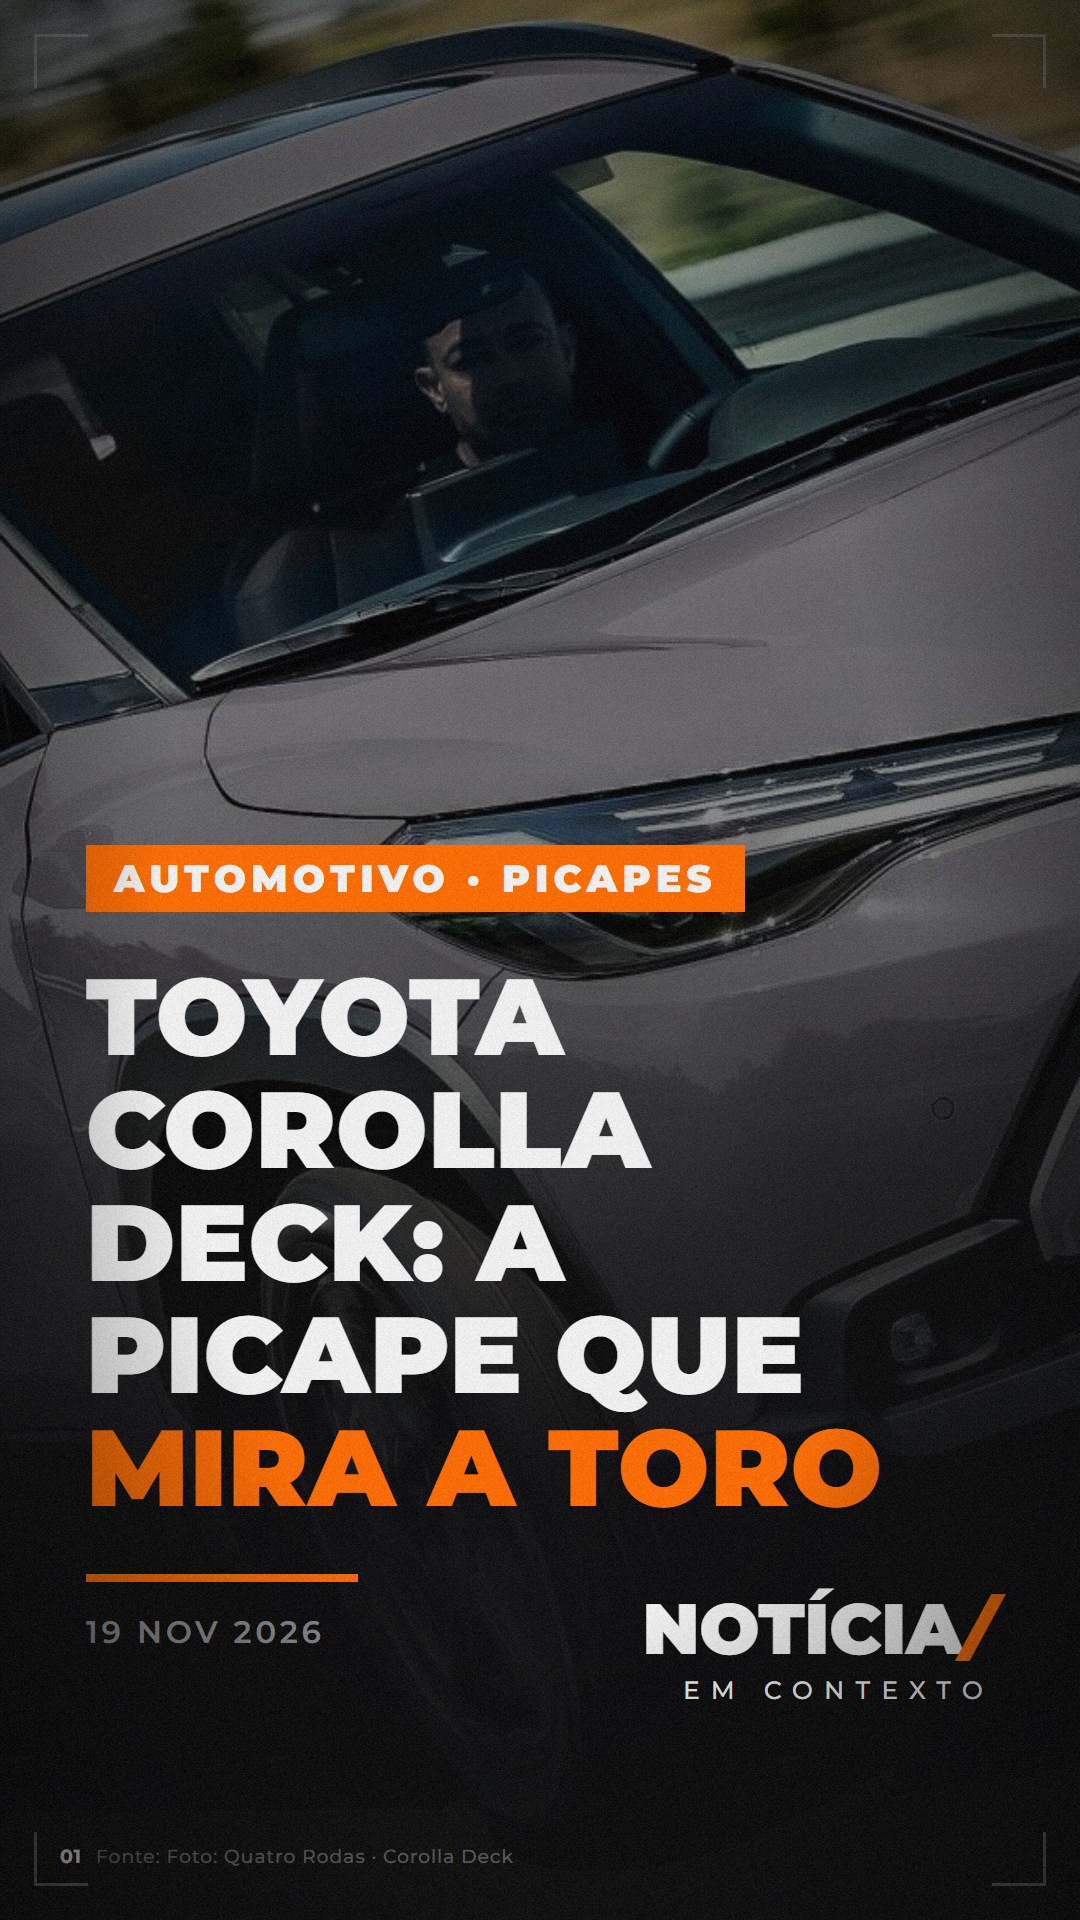 AUTOMOTIVO · PICAPES
TOYOTA
COROLLA
DECK: A
PICAPE QUE
MIRA A TORO
19 NOV 2026
NOTÍCIA/
EM CONTEXTO
01 Fonte: Foto: Quatro Rodas · Corolla Deck